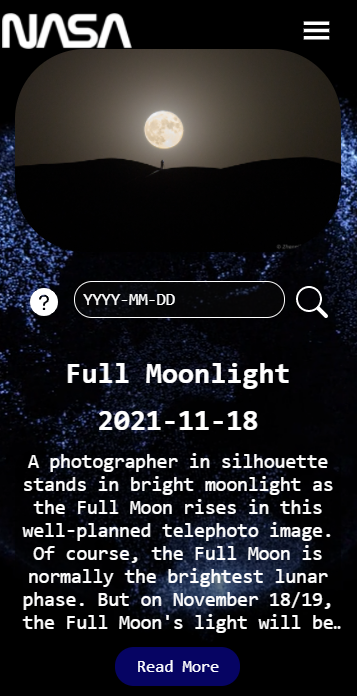 NASA
?
YYYY-MM-DD
Full Moonlight
2021-11-18
A photographer in silhouette
stands in bright moonlight as
the Full Moon rises in this
well-planned telephoto image.
Of course, the Full Moon is
normally the brightest lunar
phase. But on November 18/19,
the Full Moon's light will be…
Read More